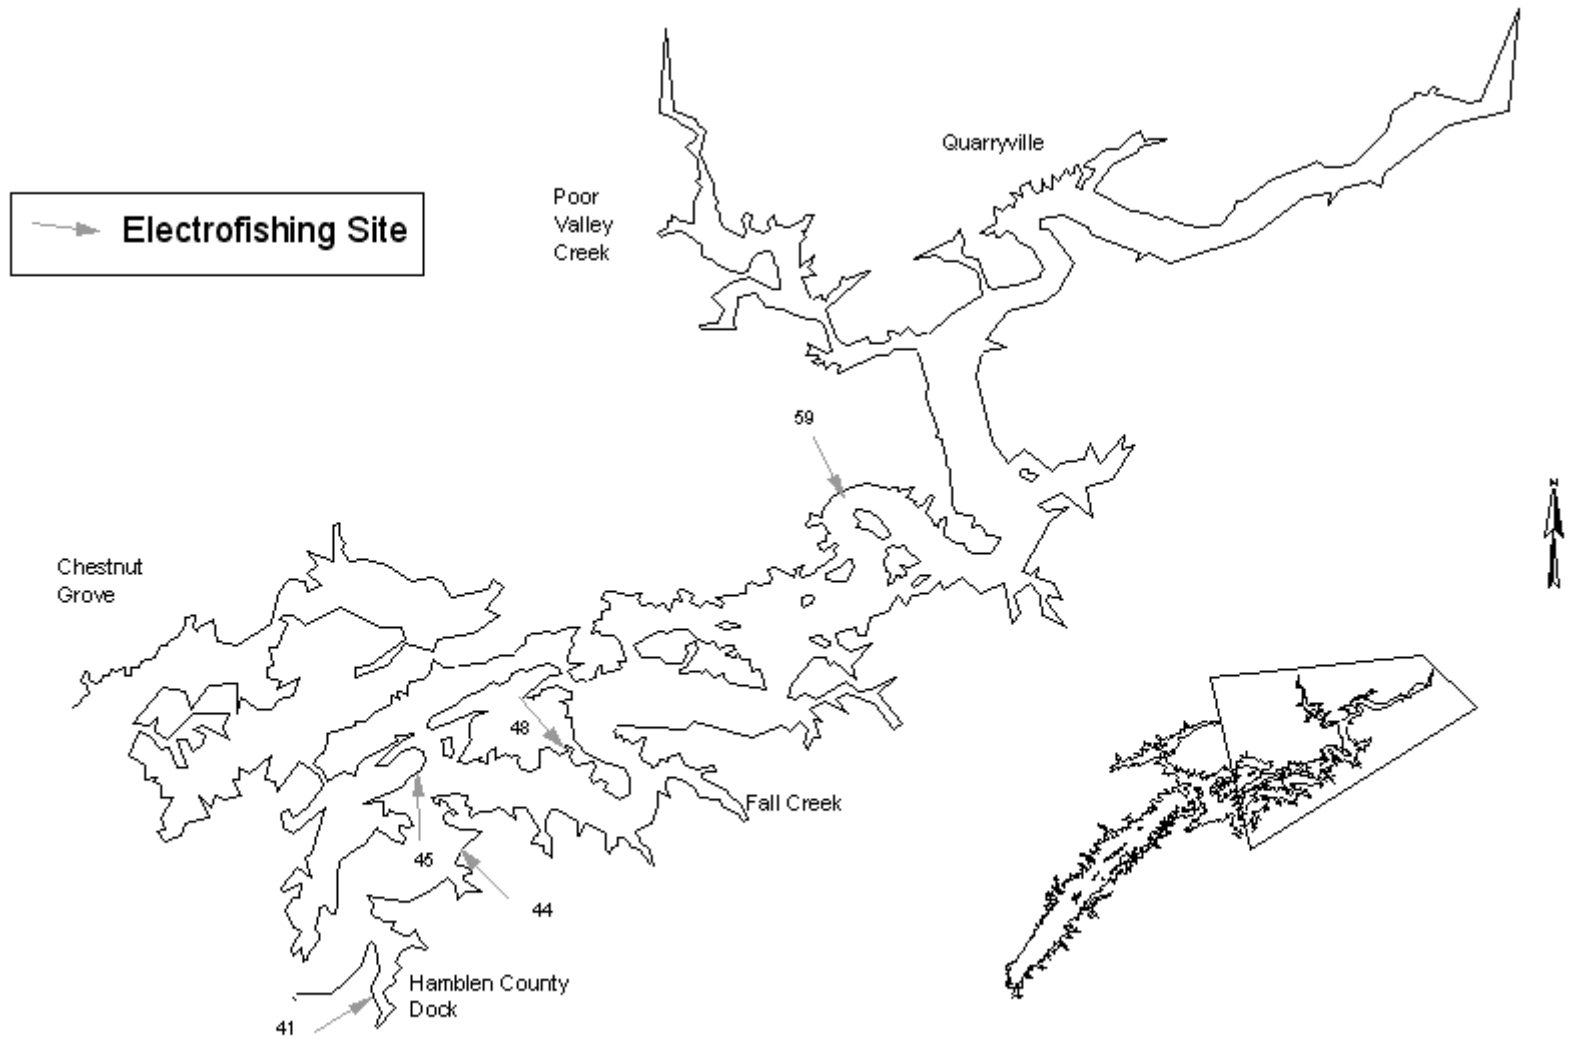 Quarryville
Poor
Valley
Creek
Electrofishing Site
59
N
Chestnut
Grove
48
Fall Creek
45
44
Hamblen County
Dock
41